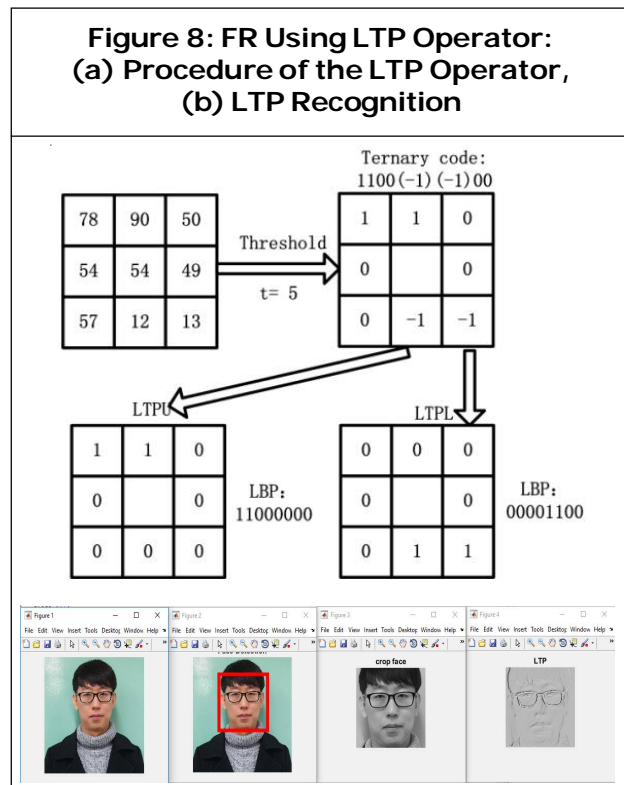 Figure 8: FR Using LTP Operator:
(a) Procedure of the LTP Operator,
(b) LTP Recognition
Ternary code:
1100(-1)(-1)00
78 90 50
54 54 49
57 12 13
Threshold
t= 5
1 1 0
0 0
0 -1 -1
LTPU
1 1 0
0 0
0 0 0
LBP:
11000000
LTPL
0 0 0
0 0
0 1 1
LBP:
00001100
Figure 1
File Edit View Insert Tools Desktop Window Help
Figure 2
File Edit View Insert Tools Desktop Window Help
Face Detection
Figure 3
File Edit View Insert Tools Desktop Window Help
crop face
Figure 4
File Edit View Insert Tools Desktop Window Help
LTP